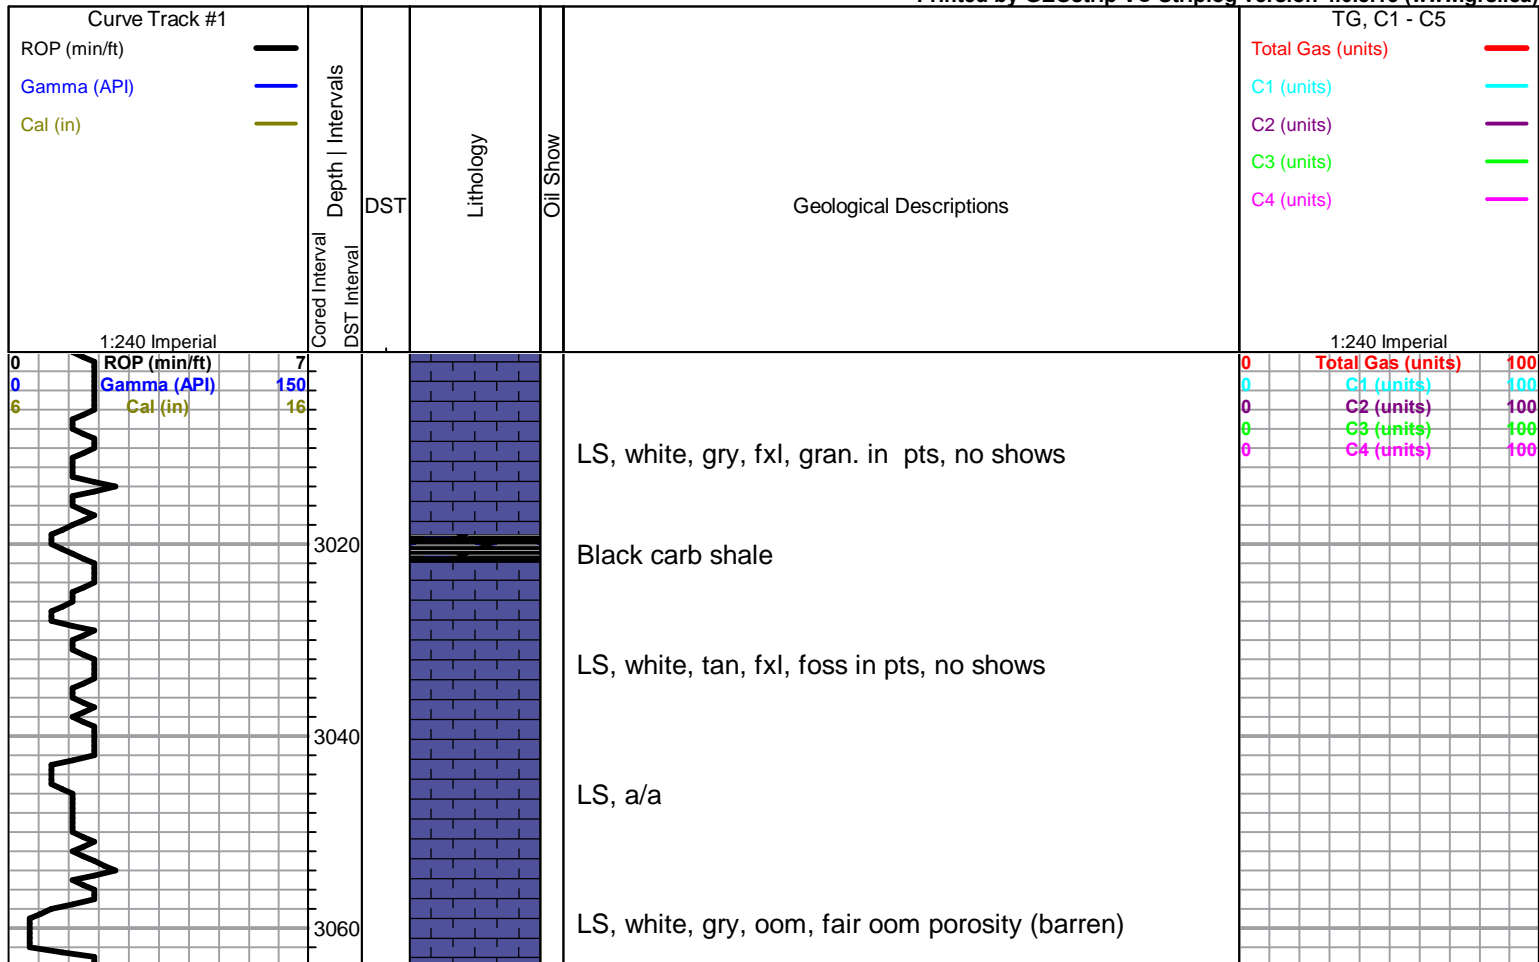 Curve Track #1
ROP (min/ft)
Gamma (API)
Cal (in)
1:240 Imperial
Depth | Intervals
Cored Interval
DST Interval
DST
Lithology
Oil Show
Geological Descriptions
TG, C1 - C5
Total Gas (units)
C1 (units)
C2 (units)
C3 (units)
C4 (units)
1:240 Imperial
0 ROP (min/ft) 7
0 Gamma (API) 150
6 Cal (in) 16
0 Total Gas (units) 100
0 C1 (units) 100
0 C2 (units) 100
0 C3 (units) 100
0 C4 (units) 100
LS, white, gry, fxl, gran. in pts, no shows
3020
Black carb shale
LS, white, tan, fxl, foss in pts, no shows
3040
LS, a/a
3060
LS, white, gry, oom, fair oom porosity (barren)